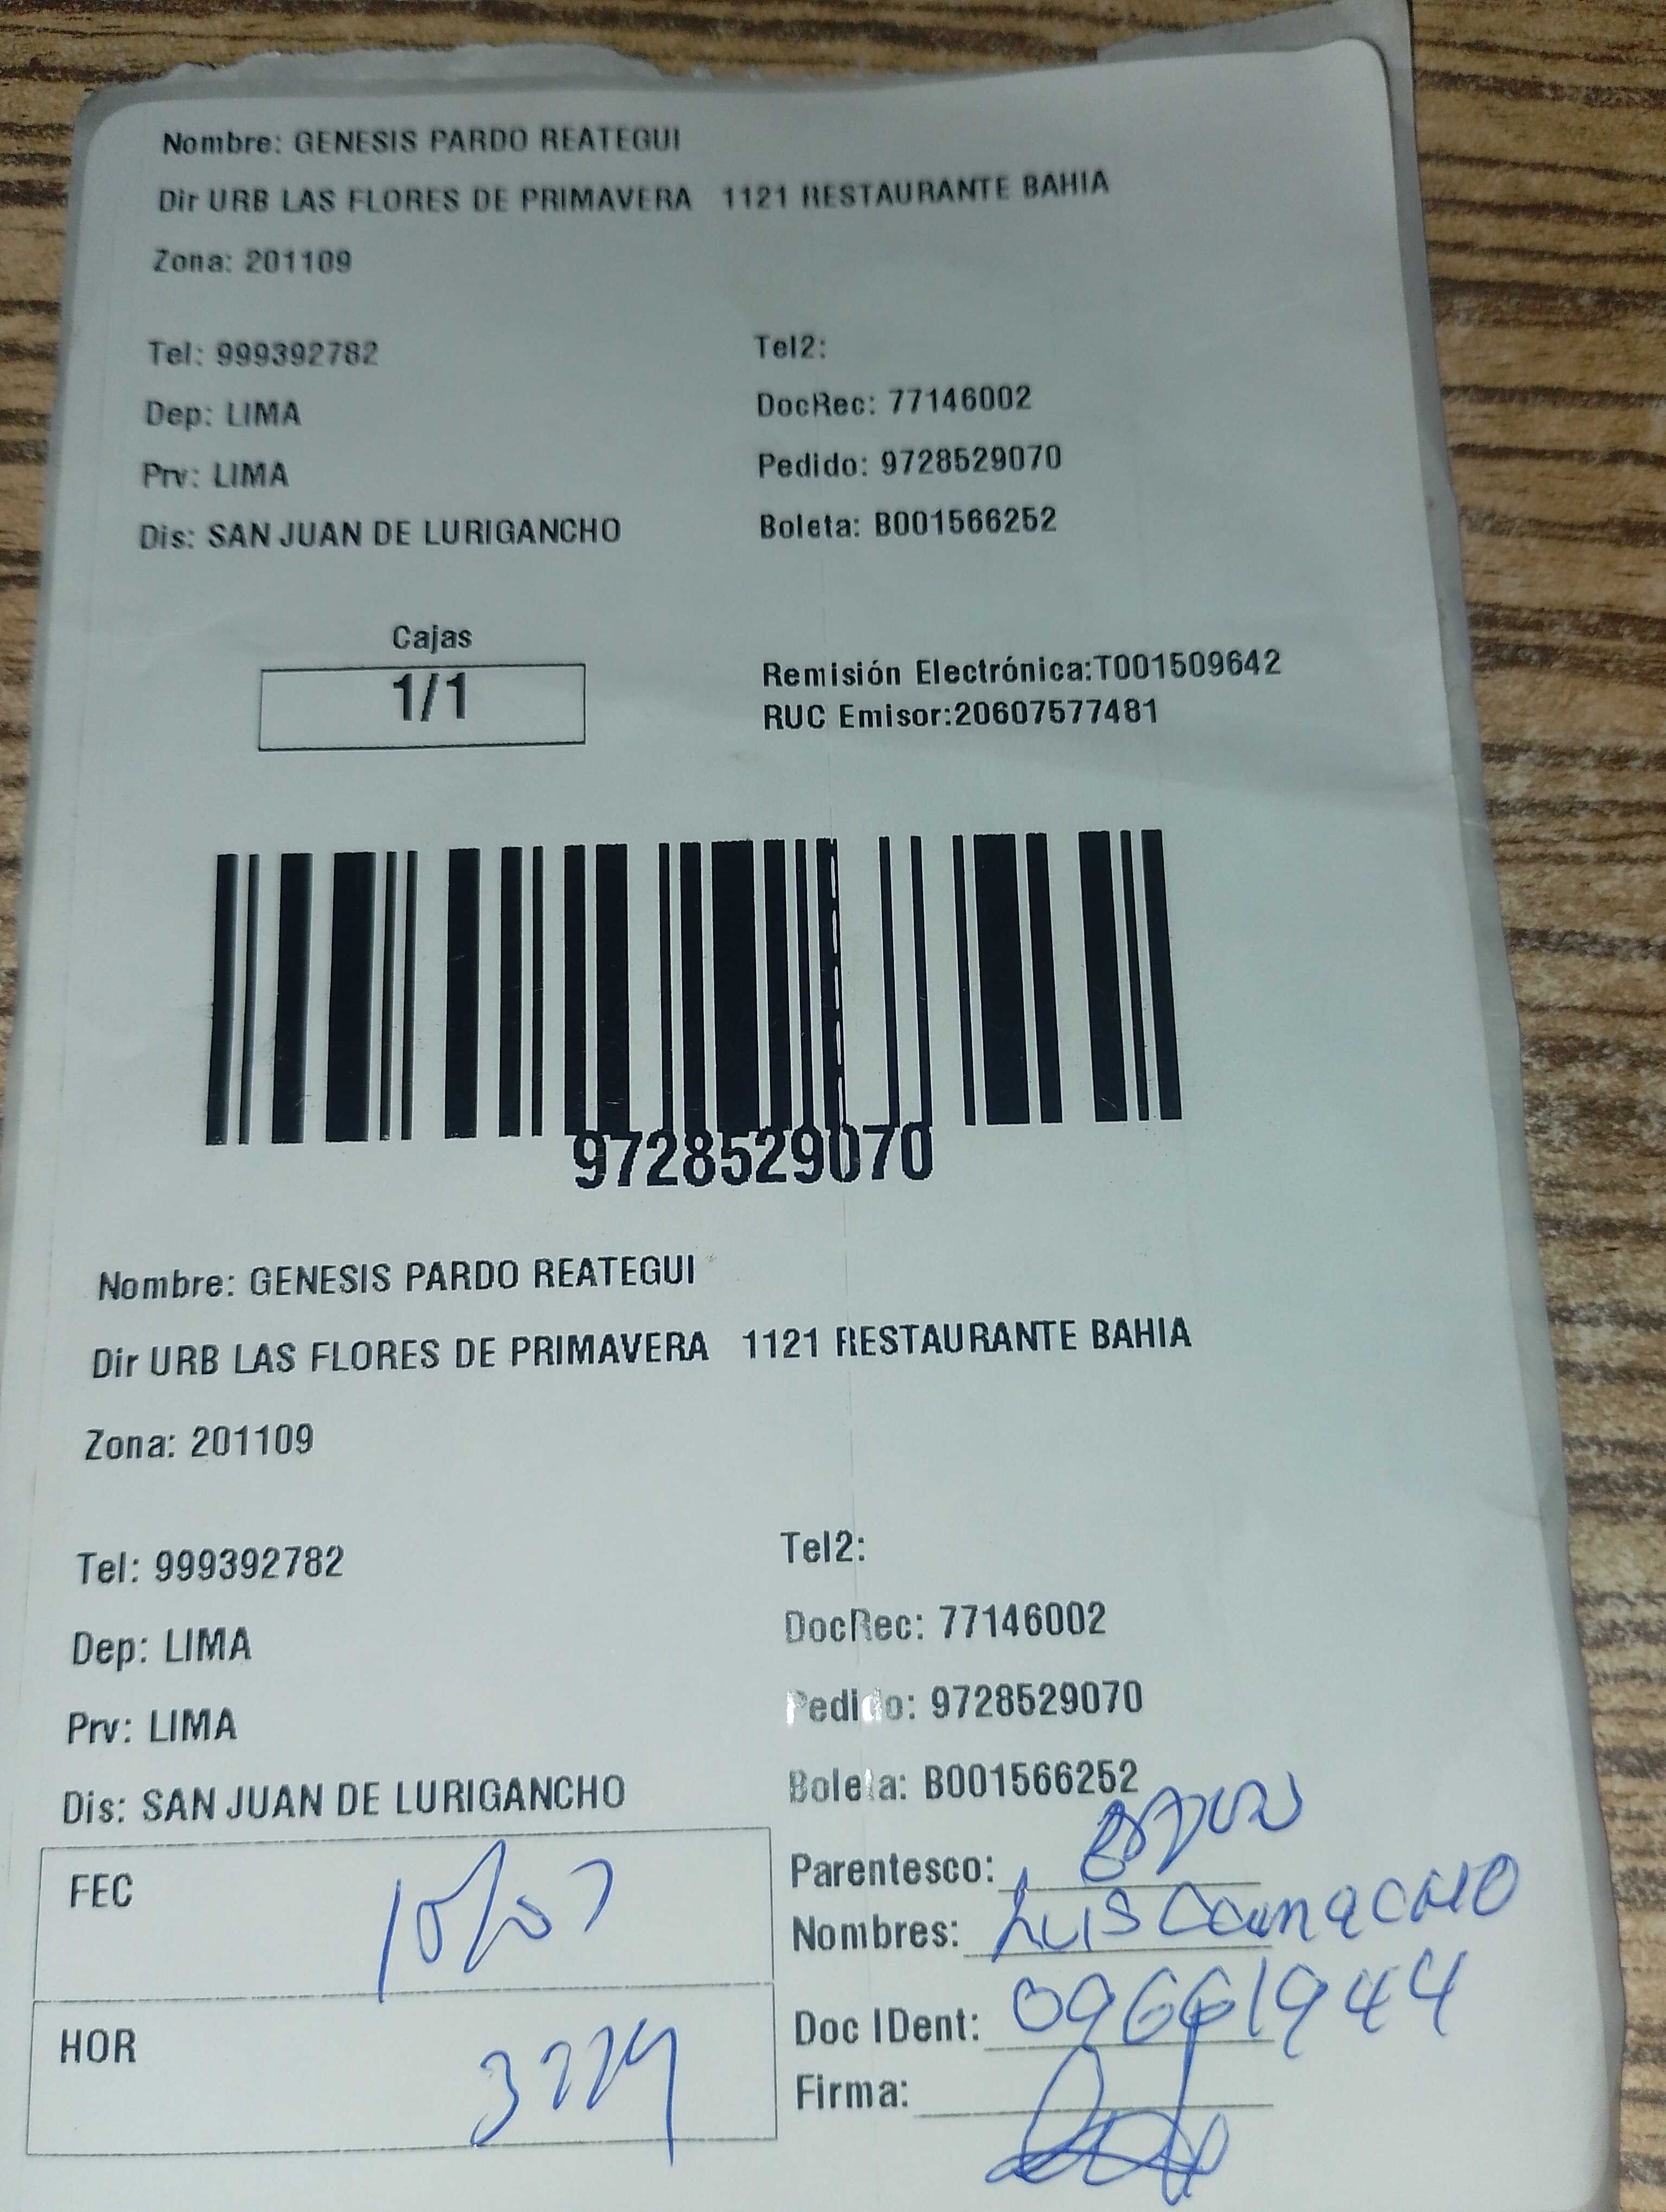 Nombre: GENESIS PARDO REATEGUI
Dir URB LAS FLORES DE PRIMAVERA 1121 RESTAURANTE BAHIA
Zona: 201109
Tel: 999392782 Tel2:
Dep: LIMA DocRec: 77146002
Prv: LIMA Pedido: 9728529070
Dis: SAN JUAN DE LURIGANCHO Boleta: B001566252
Cajas
1/1
Remisión Electrónica:T001509642
RUC Emisor:20607577481
9728529070
Nombre: GENESIS PARDO REATEGUI
Dir URB LAS FLORES DE PRIMAVERA 1121 RESTAURANTE BAHIA
Zona: 201109
Tel: 999392782 Tel2:
Dep: LIMA DocRec: 77146002
Prv: LIMA Pedido: 9728529070
Dis: SAN JUAN DE LURIGANCHO Boleta: B001566252
FEC
Parentesco:
Nombres: Luis CamaCHO
HOR
Doc IDent: 09661944
Firma: